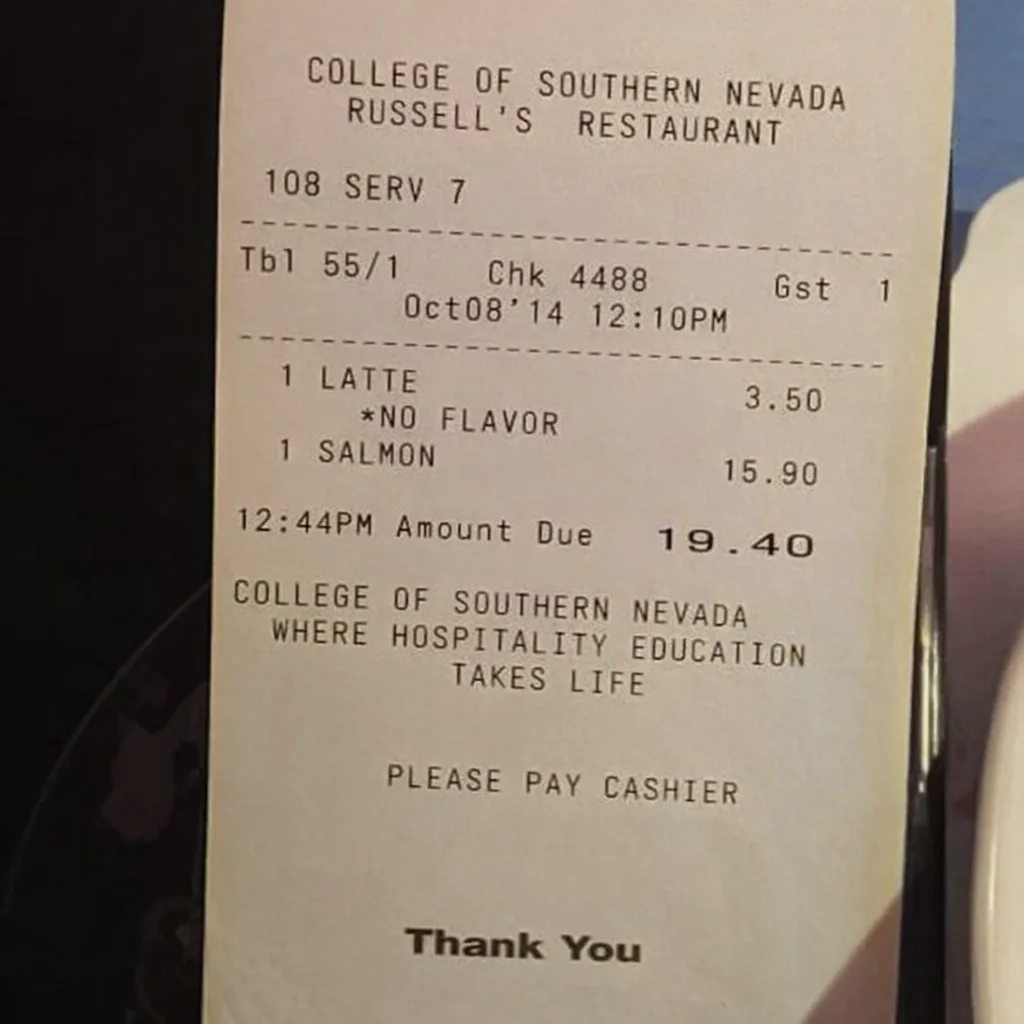 COLLEGE OF SOUTHERN NEVADA
RUSSELL'S RESTAURANT
108 SERV 7
Tbl 55/1 Chk 4488 Gst 1
Oct08'14 12:10PM
1 LATTE 3.50
*NO FLAVOR
1 SALMON 15.90
12:44PM Amount Due 19.40
COLLEGE OF SOUTHERN NEVADA
WHERE HOSPITALITY EDUCATION
TAKES LIFE
PLEASE PAY CASHIER
Thank You